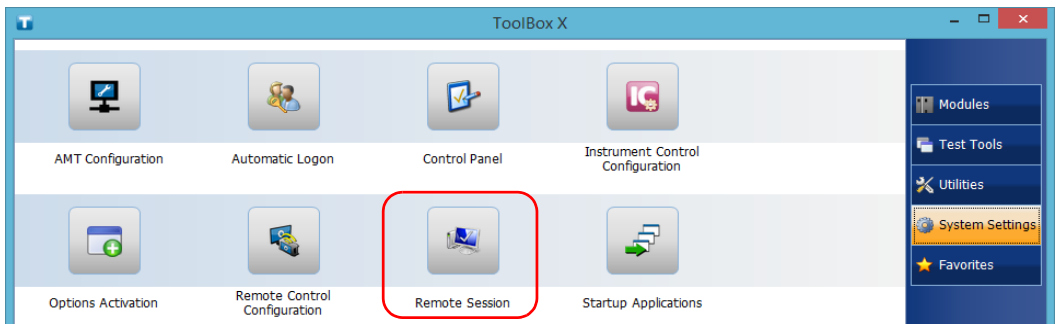 T
ToolBox X
AMT Configuration
Automatic Logon
Control Panel
Instrument Control
Configuration
IC
Options Activation
Remote Control
Configuration
Remote Session
Startup Applications
Modules
Test Tools
Utilities
System Settings
Favorites